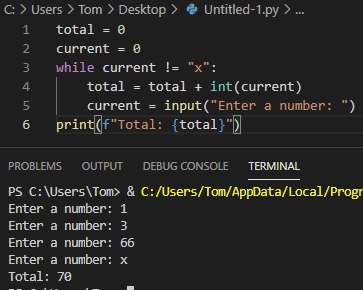 C: > Users > Tom > Desktop > Untitled-1.py > ...
1 total = 0
2 current = 0
3 while current != "x":
4     total = total + int(current)
5     current = input("Enter a number: ")
6 print(f"Total: {total}")
PROBLEMS OUTPUT DEBUG CONSOLE TERMINAL
PS C:\Users\Tom> & C:/Users/Tom/AppData/Local/Progr
Enter a number: 1
Enter a number: 3
Enter a number: 66
Enter a number: x
Total: 70